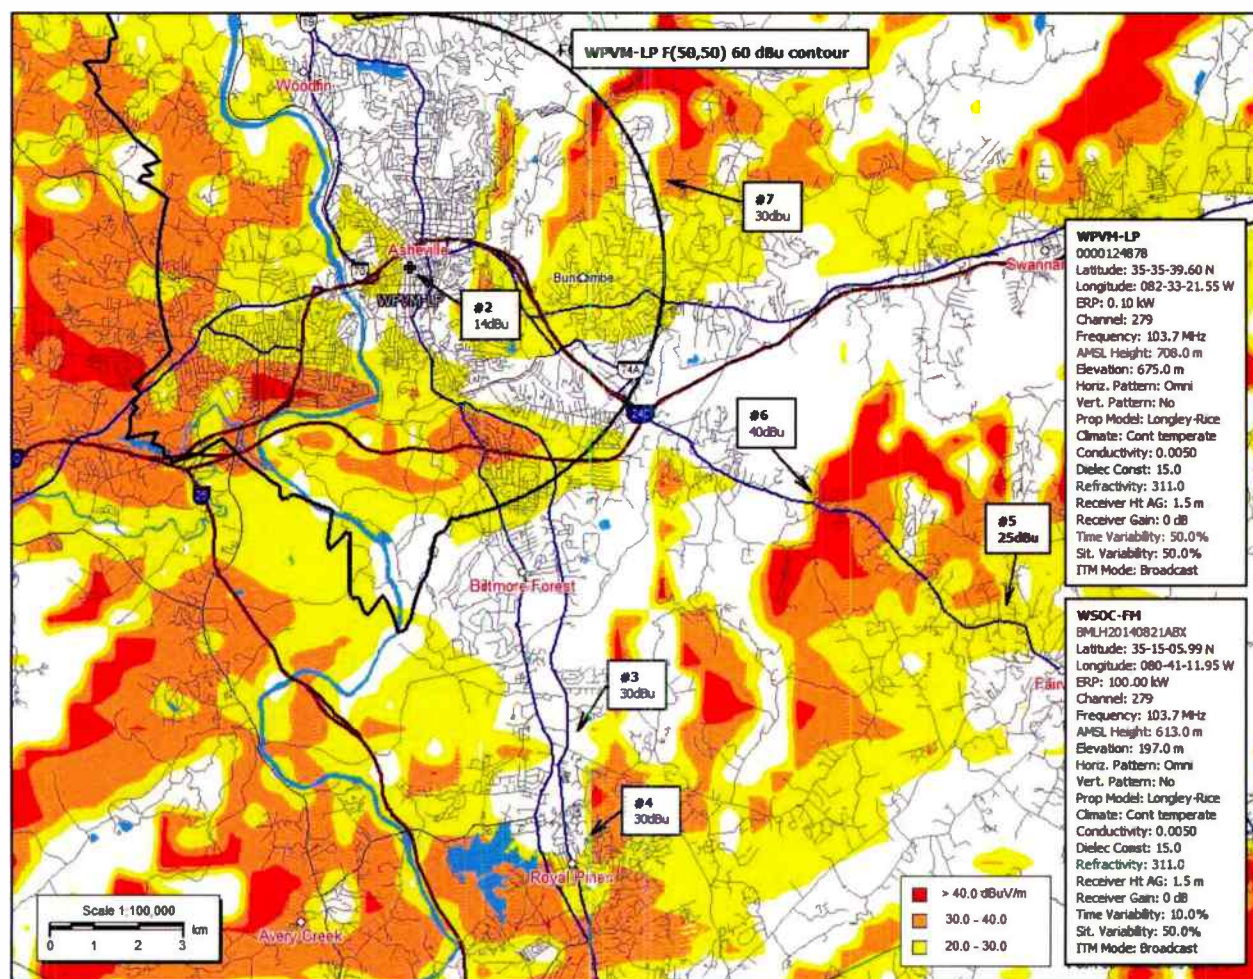 WPVM-LP F(50,50) 60 dBu contour
Woodfin
#7
30dbu
Asheville
Buncombe
Swannan
WPVM-LP
#2
14dBu
74A
#6
40dBu
#5
25dBu
Biltmore Forest
#3
30dBu
Fairv
#4
30dBu
Royal Pines
Avery Creek
Scale 1:100,000
0 1 2 3 km
> 40.0 dBuV/m
30.0 - 40.0
20.0 - 30.0
WPVM-LP
0000124878
Latitude: 35-35-39.60 N
Longitude: 082-33-21.55 W
ERP: 0.10 kW
Channel: 279
Frequency: 103.7 MHz
AMSL Height: 708.0 m
Elevation: 675.0 m
Horiz. Pattern: Omni
Vert. Pattern: No
Prop Model: Longley-Rice
Climate: Cont temperate
Conductivity: 0.0050
Dielec Const: 15.0
Refractivity: 311.0
Receiver Ht AG: 1.5 m
Receiver Gain: 0 dB
Time Variability: 50.0%
Sit. Variability: 50.0%
ITM Mode: Broadcast
WSOC-FM
BMLH20140821ABX
Latitude: 35-15-05.99 N
Longitude: 080-41-11.95 W
ERP: 100.00 kW
Channel: 279
Frequency: 103.7 MHz
AMSL Height: 613.0 m
Elevation: 197.0 m
Horiz. Pattern: Omni
Vert. Pattern: No
Prop Model: Longley-Rice
Climate: Cont temperate
Conductivity: 0.0050
Dielec Const: 15.0
Refractivity: 311.0
Receiver Ht AG: 1.5 m
Receiver Gain: 0 dB
Time Variability: 10.0%
Sit. Variability: 50.0%
ITM Mode: Broadcast